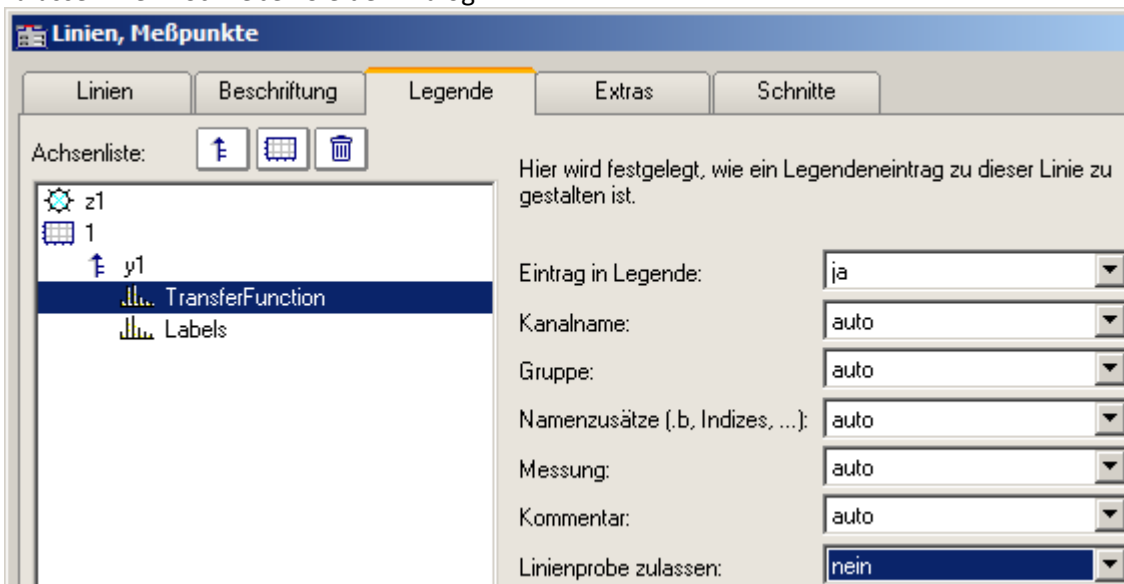 Linien, Meßpunkte
Linien Beschriftung Legende Extras Schnitte
Achsenliste:
Hier wird festgelegt, wie ein Legendeneintrag zu dieser Linie zu
gestalten ist.
z1
1
y1
TransferFunction
Labels
Eintrag in Legende: ja
Kanalname: auto
Gruppe: auto
Namenzusätze (.b, Indizes, ...): auto
Messung: auto
Kommentar: auto
Linienprobe zulassen: nein